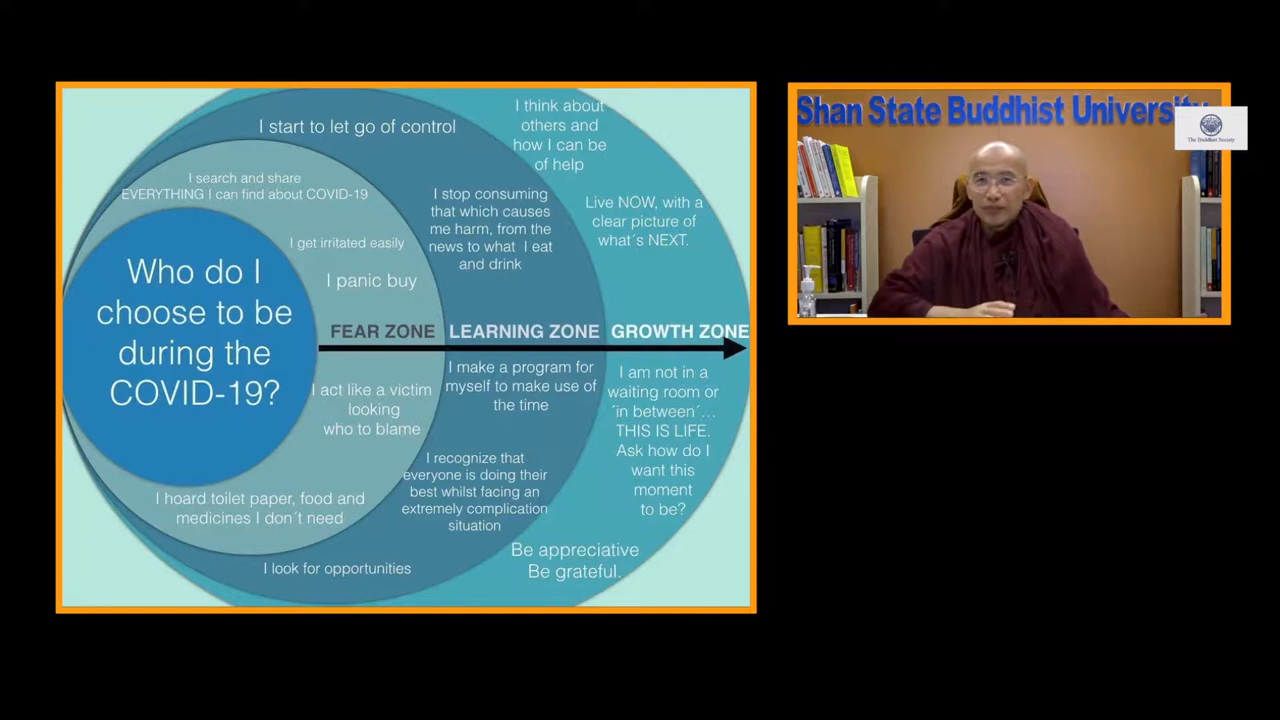 I think about
others and
how I can be
of help
I start to let go of control
I search and share
EVERYTHING I can find about COVID-19
I stop consuming
that which causes
me harm, from the
news to what I eat
and drink
Live NOW, with a
clear picture of
what´s NEXT.
I get irritated easily
I panic buy
Who do I
choose to be
during the
COVID-19?
FEAR ZONE
LEARNING ZONE
GROWTH ZONE
I act like a victim
looking
who to blame
I make a program for
myself to make use of
the time
I am not in a
waiting room or
´in between´...
THIS IS LIFE.
Ask how do I
want this
moment
to be?
I recognize that
everyone is doing their
best whilst facing an
extremely complication
situation
I hoard toilet paper, food and
medicines I don´t need
Be appreciative
Be grateful.
I look for opportunities
Shan State Buddhist University
The Buddhist Society